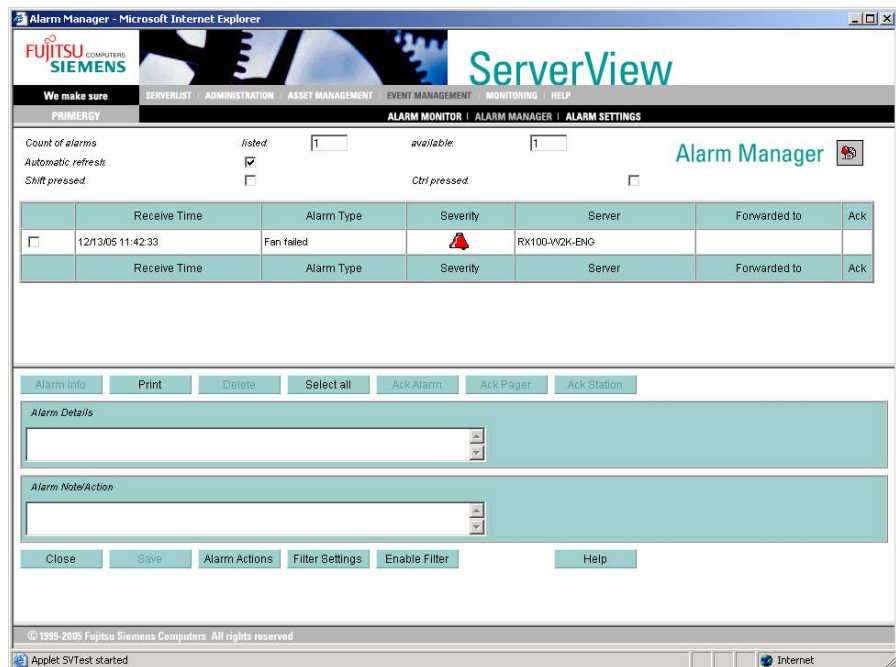 Alarm Manager - Microsoft Internet Explorer
FUJITSU COMPUTERS
SIEMENS
ServerView
We make sure
SERVERLIST | ADMINISTRATION | ASSET MANAGEMENT | EVENT MANAGEMENT | MONITORING | HELP
PRIMERGY
ALARM MONITOR | ALARM MANAGER | ALARM SETTINGS
Count of alarms listed: 1 available: 1
Alarm Manager
Automatic refresh:
Shift pressed: Ctrl pressed:
Receive Time Alarm Type Severity Server Forwarded to Ack
12/13/05 11:42:33 Fan failed RX100-W2K-ENG
Receive Time Alarm Type Severity Server Forwarded to Ack
Alarm Info Print Delete Select all Ack Alarm Ack Pager Ack Station
Alarm Details
Alarm Note/Action
Close Save Alarm Actions Filter Settings Enable Filter Help
© 1999-2005 Fujitsu Siemens Computers All rights reserved
Applet SVTest started Internet